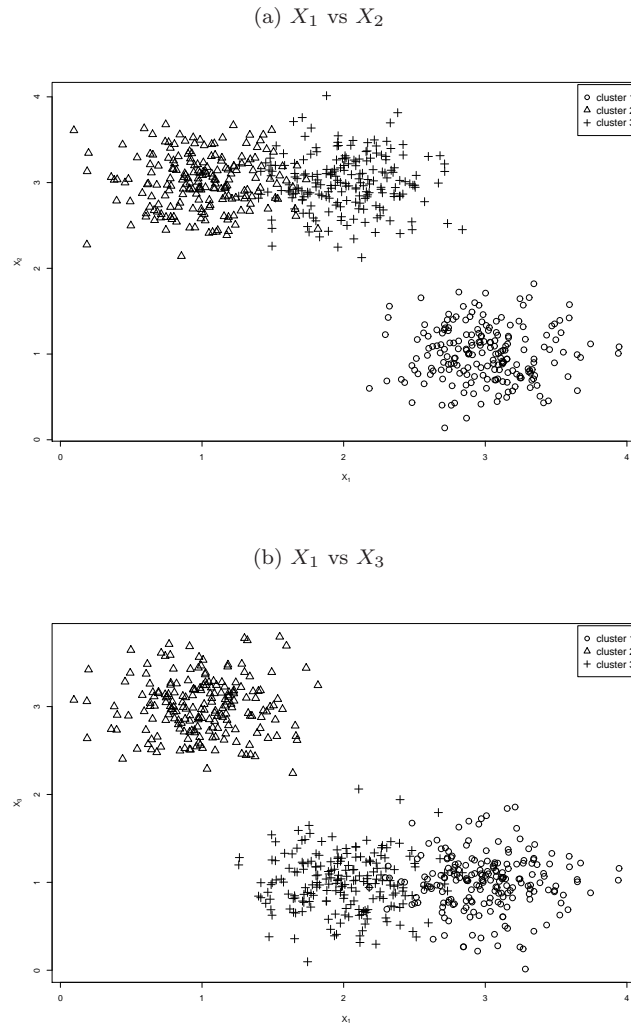 (a) X₁ vs X₂
cluster 1
cluster 2
cluster 3
4
3
2
1
0
X₂
0 1 2 3 4
X₁
(b) X₁ vs X₃
cluster 1
cluster 2
cluster 3
3
2
1
0
X₃
0 1 2 3 4
X₁